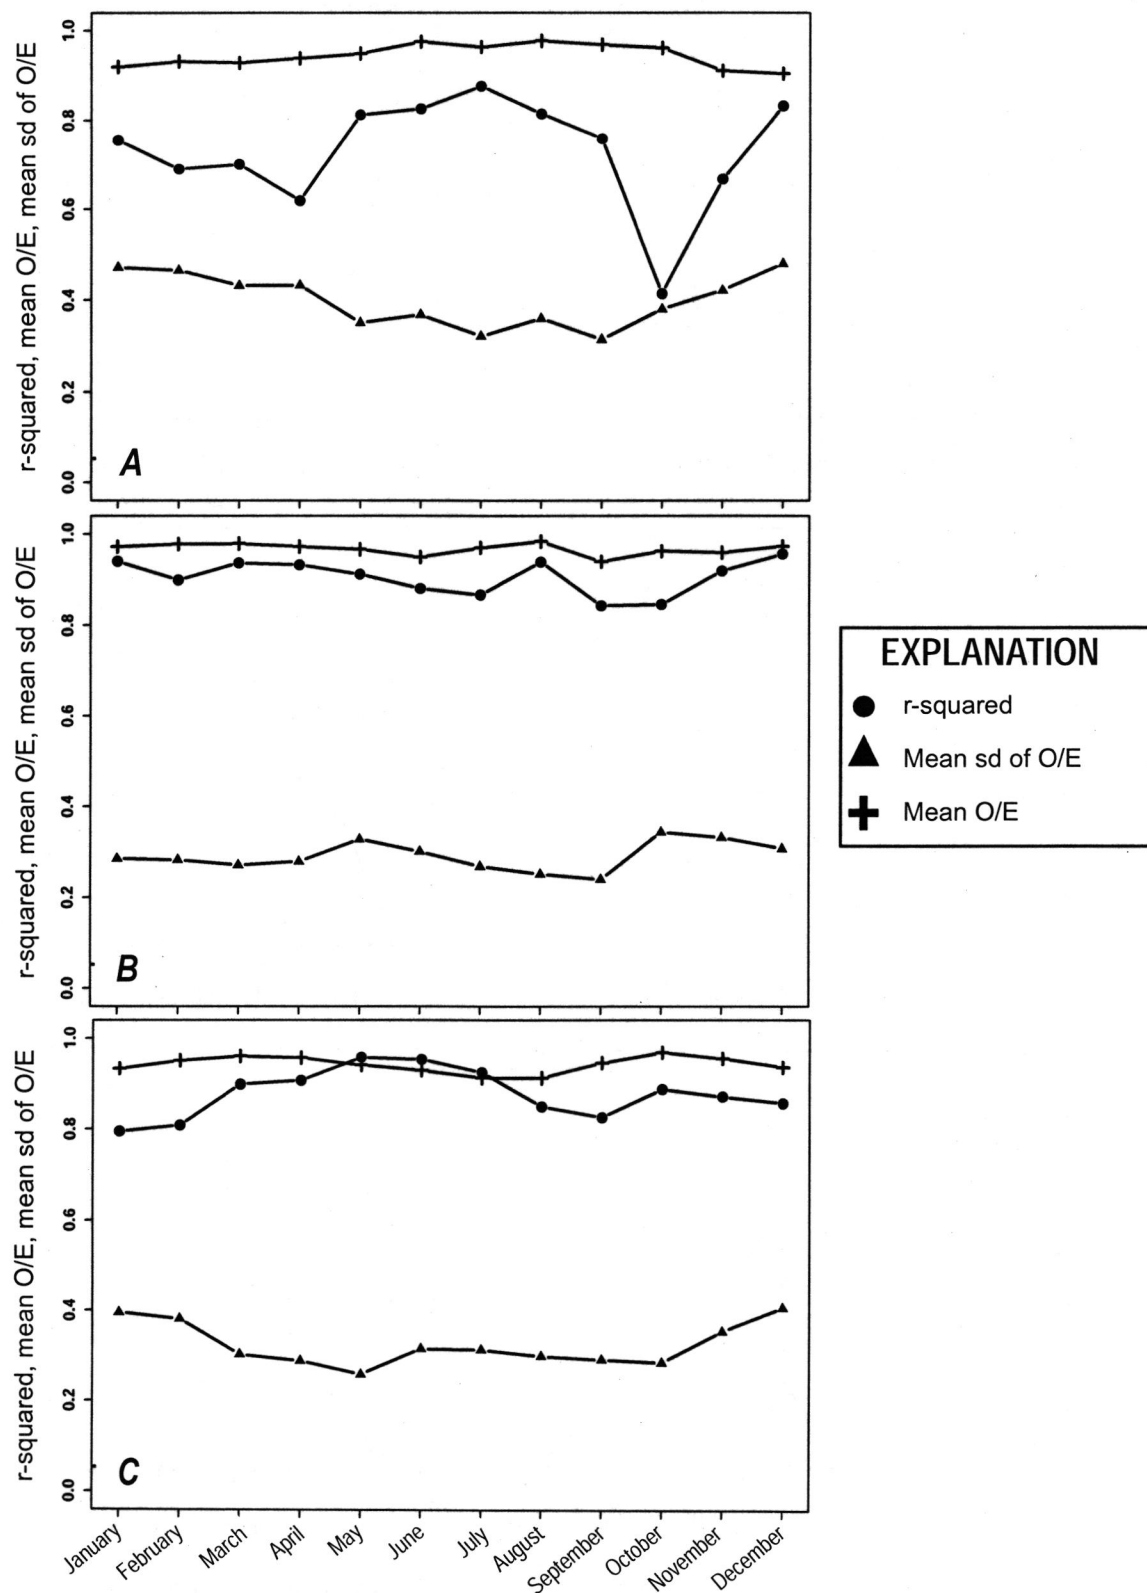 r-squared, mean O/E, mean sd of O/E
1.0
0.8
0.6
0.4
0.2
0.0
A
r-squared, mean O/E, mean sd of O/E
1.0
0.8
0.6
0.4
0.2
0.0
B
EXPLANATION
r-squared
Mean sd of O/E
Mean O/E
r-squared, mean O/E, mean sd of O/E
1.0
0.8
0.6
0.4
0.2
0.0
C
January
February
March
April
May
June
July
August
September
October
November
December